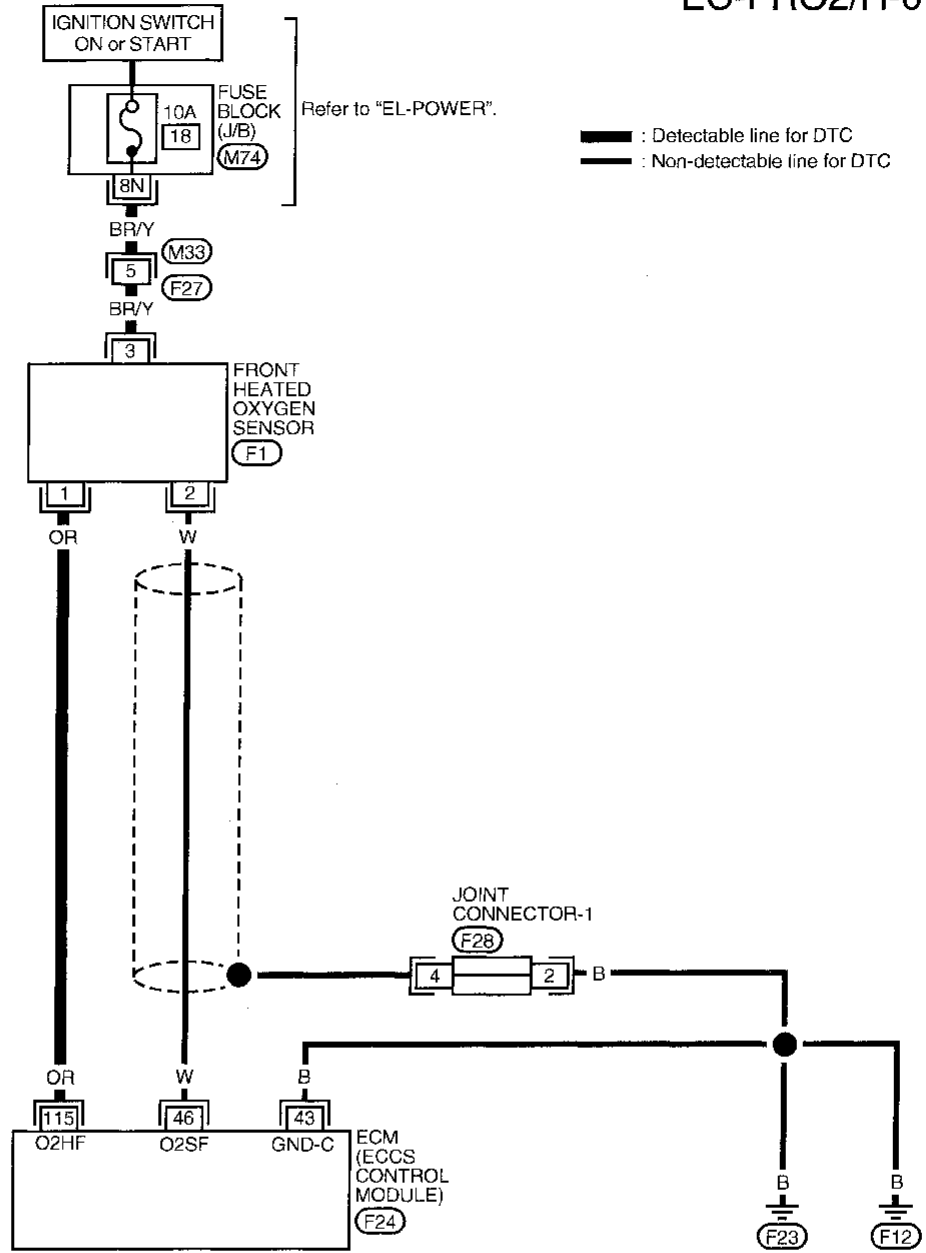 IGNITION SWITCH
ON or START
FUSE
BLOCK
(J/B)
M74
10A
18
8N
Refer to "EL-POWER".
: Detectable line for DTC
: Non-detectable line for DTC
BR/Y
M33
5
F27
BR/Y
3
FRONT
HEATED
OXYGEN
SENSOR
F1
1
2
OR
W
JOINT
CONNECTOR-1
F28
4
2
B
OR
W
B
115
46
43
O2HF
O2SF
GND-C
ECM
(ECCS
CONTROL
MODULE)
F24
B
B
F23
F12